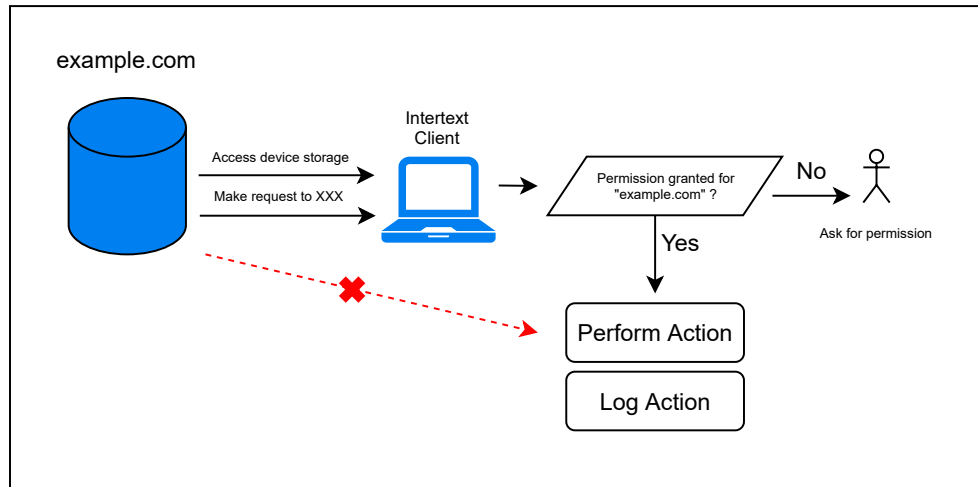 example.com
Intertext
Client
Access device storage
Make request to XXX
Permission granted for
"example.com" ?
No
Ask for permission
Yes
Perform Action
Log Action